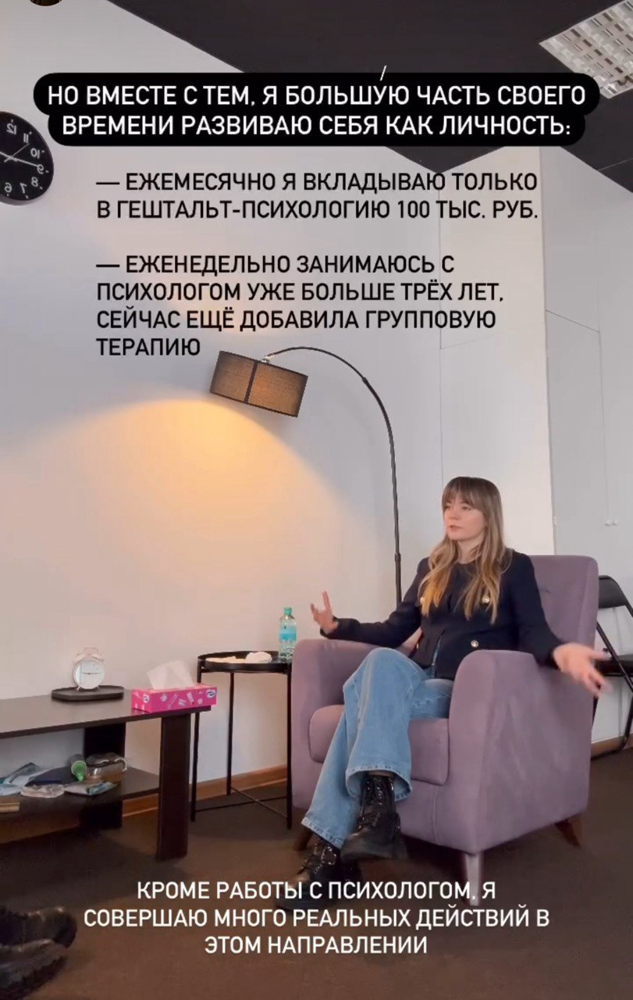 НО ВМЕСТЕ С ТЕМ, Я БОЛЬШУЮ ЧАСТЬ СВОЕГО
ВРЕМЕНИ РАЗВИВАЮ СЕБЯ КАК ЛИЧНОСТЬ:
— ЕЖЕМЕСЯЧНО Я ВКЛАДЫВАЮ ТОЛЬКО
В ГЕШТАЛЬТ-ПСИХОЛОГИЮ 100 ТЫС. РУБ.
— ЕЖЕНЕДЕЛЬНО ЗАНИМАЮСЬ С
ПСИХОЛОГОМ УЖЕ БОЛЬШЕ ТРЁХ ЛЕТ,
СЕЙЧАС ЕЩЁ ДОБАВИЛА ГРУППОВУЮ
ТЕРАПИЮ
КРОМЕ РАБОТЫ С ПСИХОЛОГОМ, Я
СОВЕРШАЮ МНОГО РЕАЛЬНЫХ ДЕЙСТВИЙ В
ЭТОМ НАПРАВЛЕНИИ